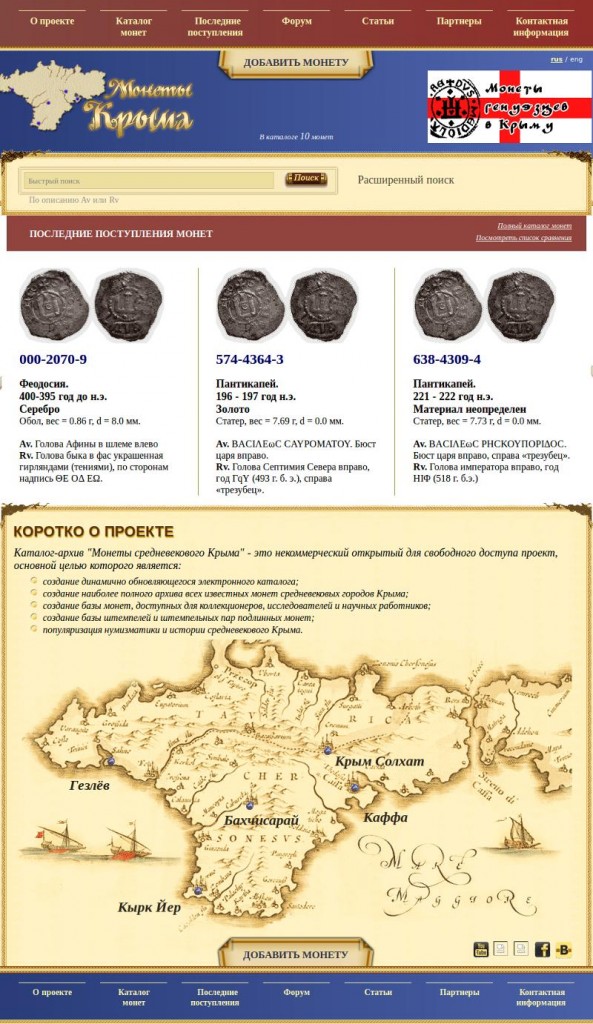 О проекте
Каталог монет
Последние поступления
Форум
Статьи
Партнеры
Контактная информация
ДОБАВИТЬ МОНЕТУ
rus / eng
Монеты
Крыма
Монеты
генуэзцев
в Крыму
В каталоге 10 монет
Быстрый поиск
Поиск
Расширенный поиск
По описанию Av или Rv
ПОСЛЕДНИЕ ПОСТУПЛЕНИЯ МОНЕТ
Полный каталог монет
Посмотреть список сравнения
000-2070-9
Феодосия.
400-395 год до н.э.
Серебро
Обол, вес = 0.86 г, d = 8.0 мм.
Av. Голова Афины в шлеме влево
Rv. Голова быка в фас украшенная
гирляндами (тениями), по сторонам
надпись ΘΕ ΟΔ ΕΩ.
574-4364-3
Пантикапей.
196 - 197 год н.э.
Золото
Статер, вес = 7.69 г, d = 0.0 мм.
Av. ΒΑCΙΛΕωC CΑΥΡΟΜΑΤΟΥ. Бюст
царя вправо.
Rv. Голова Септимия Севера вправо,
год ΓqΥ (493 г. б. э.), справа
«трезубец».
638-4309-4
Пантикапей.
221 - 222 год н.э.
Материал неопределен
Статер, вес = 7.73 г, d = 0.0 мм.
Av. ΒΑCΙΛΕωC ΡΗCΚΟΥΠΟΡΙΔΟC.
Бюст царя вправо, справа «трезубец».
Rv. Голова императора вправо, год
ΗΙΦ (518 г. б.э.)
КОРОТКО О ПРОЕКТЕ
Каталог-архив "Монеты средневекового Крыма" - это некоммерческий открытый для свободного доступа проект,
основной целью которого является:
создание динамично обновляющегося электронного каталога;
создание наиболее полного архива всех известных монет средневековых городов Крыма;
создание базы монет, доступных для коллекционеров, исследователей и научных работников;
создание базы штемпелей и штемпельных пар подлинных монет;
популяризация нумизматики и истории средневекового Крыма.
TAVRICA
CHER
SONESVS
Крым Солхат
Гезлёв
Бахчисарай
Каффа
Кырк Йер
MARE
MAGGIORE
You Tube
f
B
ДОБАВИТЬ МОНЕТУ
О проекте
Каталог монет
Последние поступления
Форум
Статьи
Партнеры
Контактная информация